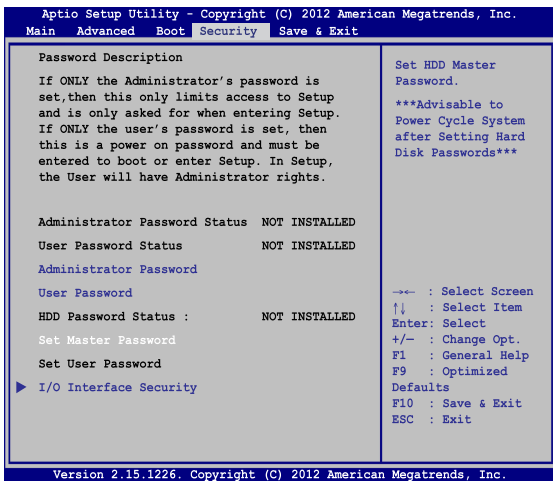 Aptio Setup Utility - Copyright (C) 2012 American Megatrends, Inc.
Main Advanced Boot Security Save & Exit
Password Description
If ONLY the Administrator's password is
set,then this only limits access to Setup
and is only asked for when entering Setup.
If ONLY the user's password is set, then
this is a power on password and must be
entered to boot or enter Setup. In Setup,
the User will have Administrator rights.
Administrator Password Status NOT INSTALLED
User Password Status NOT INSTALLED
Administrator Password
User Password
HDD Password Status : NOT INSTALLED
Set Master Password
Set User Password
I/O Interface Security
Set HDD Master
Password.
***Advisable to
Power Cycle System
after Setting Hard
Disk Passwords***
→← : Select Screen
↑↓ : Select Item
Enter: Select
+/— : Change Opt.
F1 : General Help
F9 : Optimized
Defaults
F10 : Save & Exit
ESC : Exit
Version 2.15.1226. Copyright (C) 2012 American Megatrends, Inc.